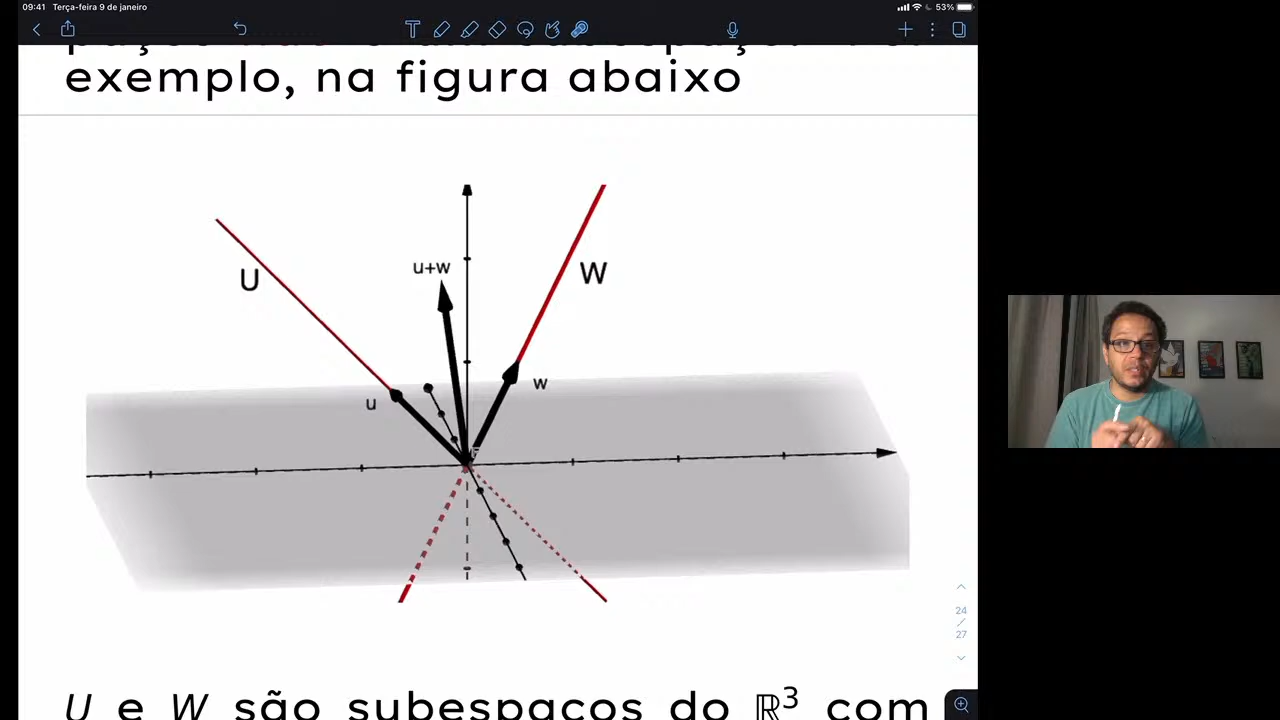 09:41 Terça-feira 9 de janeiro
53%
exemplo, na figura abaixo
U
u+w
W
u
w
24
/
27
U e W são subespaços do ℝ³ com